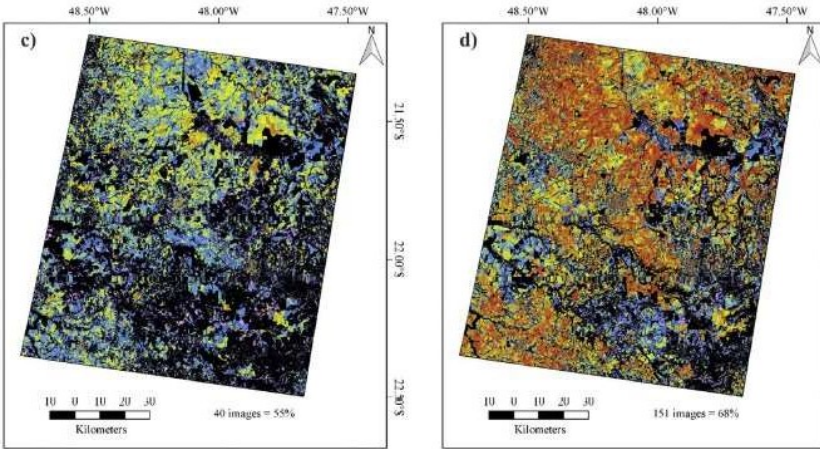 48.50°W 48.00°W 47.50°W
48.50°W 48.00°W 47.50°W
c)
N
d)
N
21.50°S
22.00°S
22.50°S
10 0 10 20 30
Kilometers
40 images = 55%
10 0 10 20 30
Kilometers
151 images = 68%